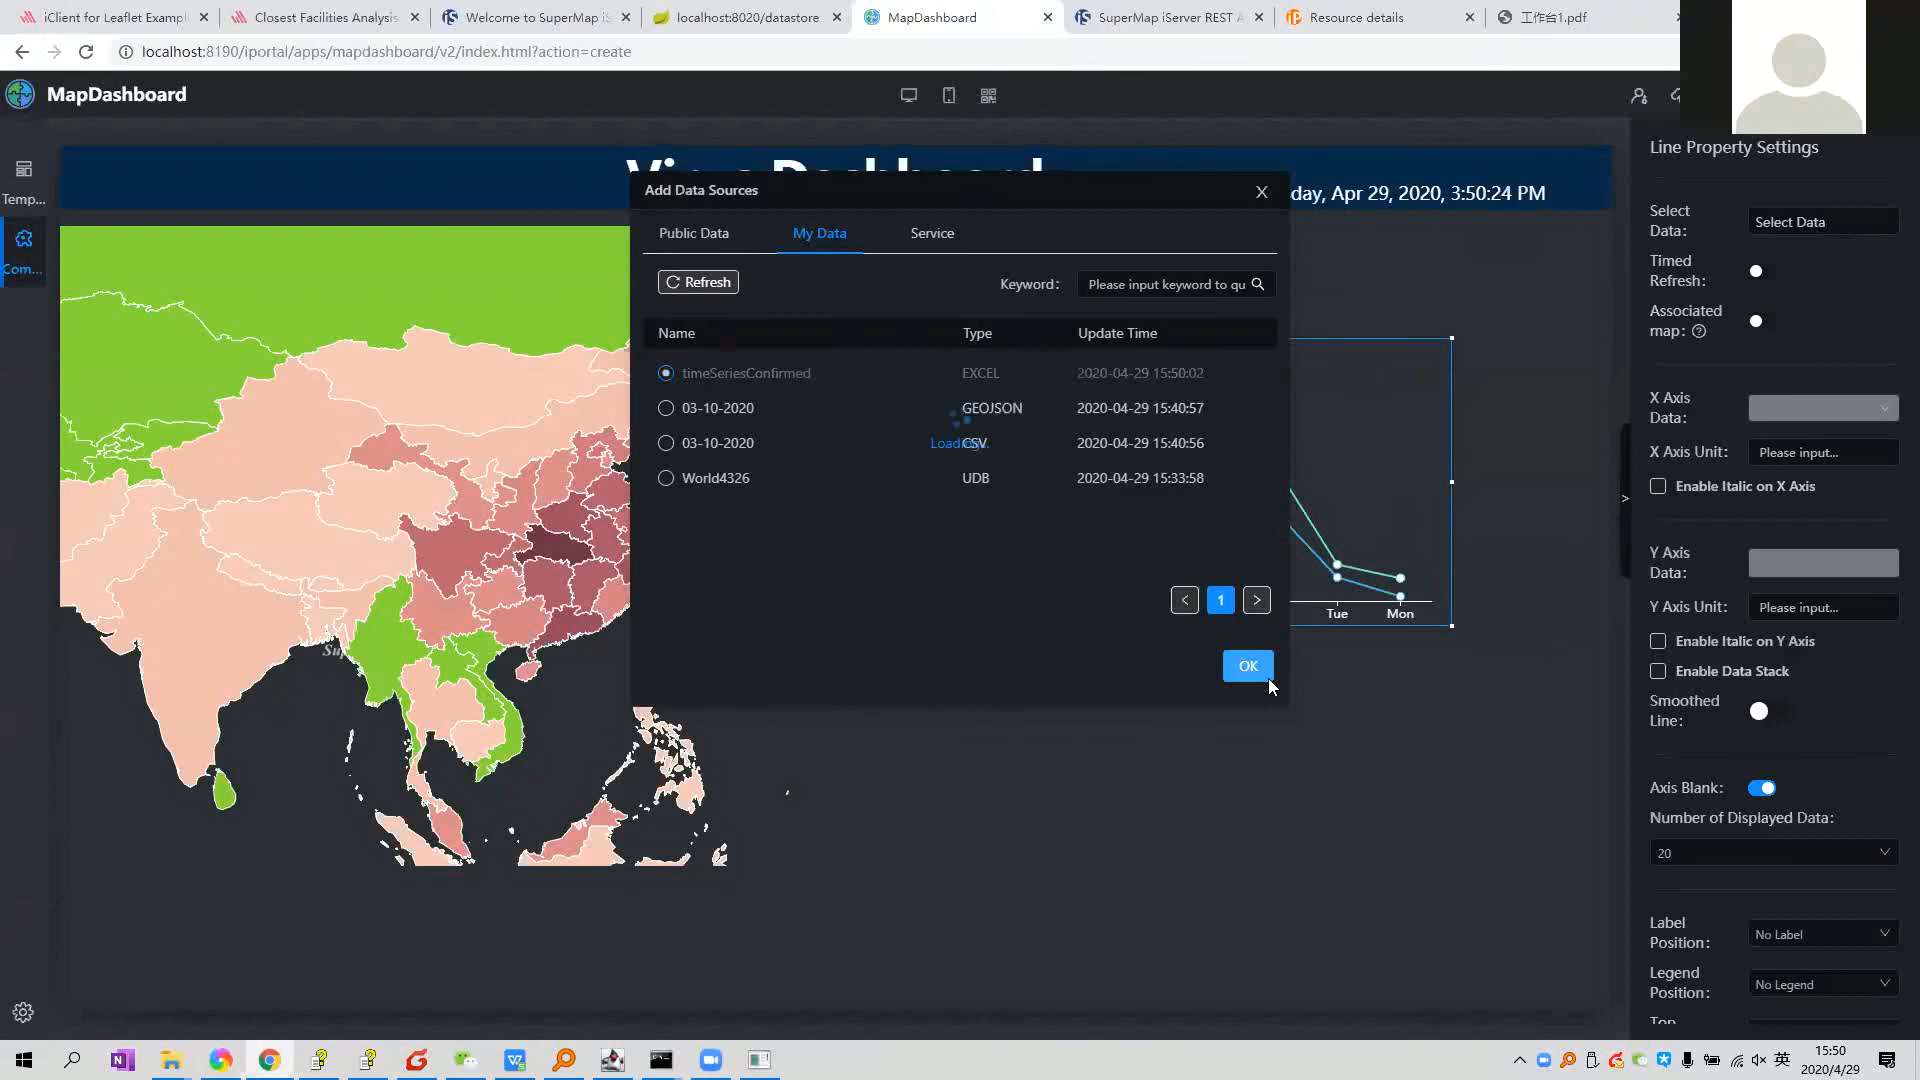 iClient for Leaflet Exampl
Closest Facilities Analysis
Welcome to SuperMap iS
localhost:8020/datastore
MapDashboard
SuperMap iServer REST A
Resource details
工作台1.pdf
localhost:8190/iportal/apps/mapdashboard/v2/index.html?action=create
MapDashboard
Temp...
Com...
day, Apr 29, 2020, 3:50:24 PM
Add Data Sources
X
Public Data
My Data
Service
Refresh
Keyword:
Please input keyword to qu
Name Type Update Time
timeSeriesConfirmed EXCEL 2020-04-29 15:50:02
03-10-2020 GEOJSON 2020-04-29 15:40:57
03-10-2020 CSV 2020-04-29 15:40:56
World4326 UDB 2020-04-29 15:33:58
< 1 >
OK
Tue Mon
Line Property Settings
Select Data:
Select Data
Timed Refresh:
Associated map:
X Axis Data:
X Axis Unit:
Please input...
Enable Italic on X Axis
Y Axis Data:
Y Axis Unit:
Please input...
Enable Italic on Y Axis
Enable Data Stack
Smoothed Line:
Axis Blank:
Number of Displayed Data:
20
Label Position:
No Label
Legend Position:
No Legend
英
15:50
2020/4/29